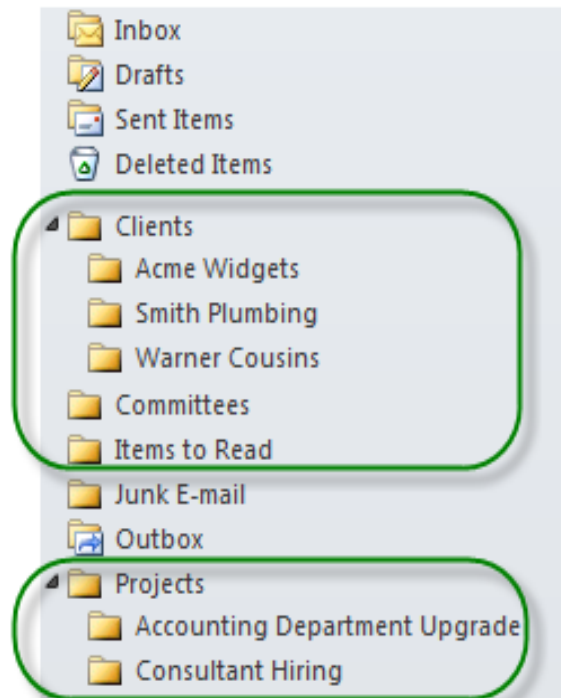 Inbox
Drafts
Sent Items
Deleted Items
Clients
Acme Widgets
Smith Plumbing
Warner Cousins
Committees
Items to Read
Junk E-mail
Outbox
Projects
Accounting Department Upgrade
Consultant Hiring